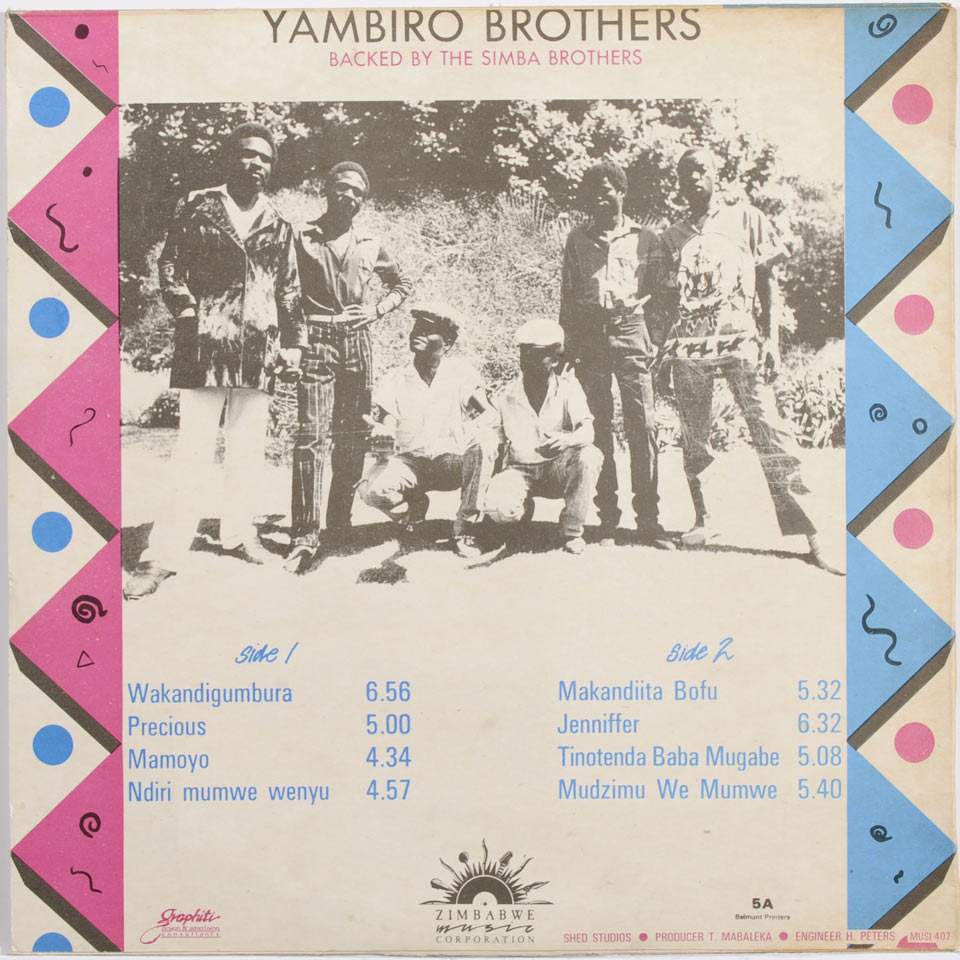 YAMBIRO BROTHERS
BACKED BY THE SIMBA BROTHERS
side 1
Wakandigumbura 6.56
Precious 5.00
Mamoyo 4.34
Ndiri mumwe wenyu 4.57
side 2
Makandiita Bofu 5.32
Jenniffer 6.32
Tinotenda Baba Mugabe 5.08
Mudzimu We Mumwe 5.40
Graphiti
design & advertising
consultants
ZIMBABWE
music
CORPORATION
5A
Belmont Printers
SHED STUDIOS ● PRODUCER T. MABALEKA ● ENGINEER H. PETERS MUSI 407